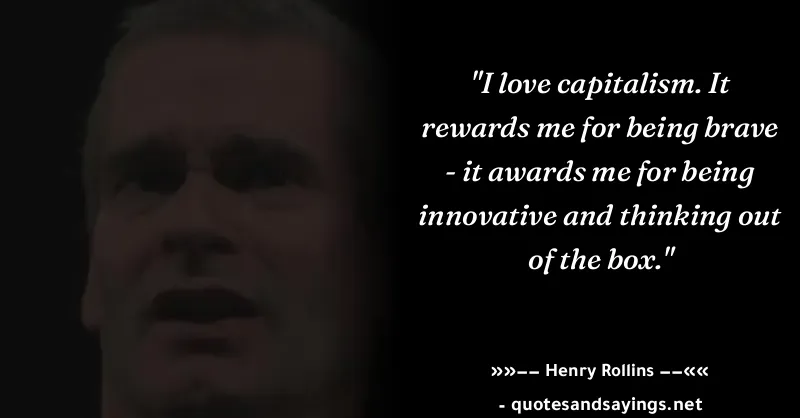 "I love capitalism. It
rewards me for being brave
- it awards me for being
innovative and thinking out
of the box."
»»–– Henry Rollins ––««
- quotesandsayings.net